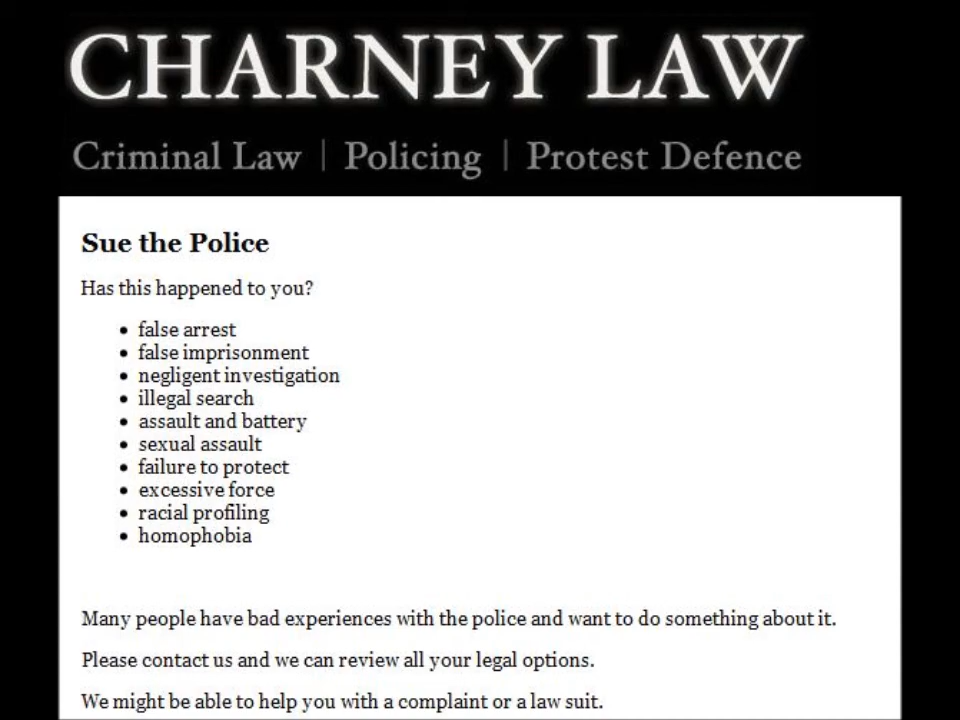 CHARNEY LAW
Criminal Law | Policing | Protest Defence
Sue the Police
Has this happened to you?
• false arrest
• false imprisonment
• negligent investigation
• illegal search
• assault and battery
• sexual assault
• failure to protect
• excessive force
• racial profiling
• homophobia
Many people have bad experiences with the police and want to do something about it.
Please contact us and we can review all your legal options.
We might be able to help you with a complaint or a law suit.